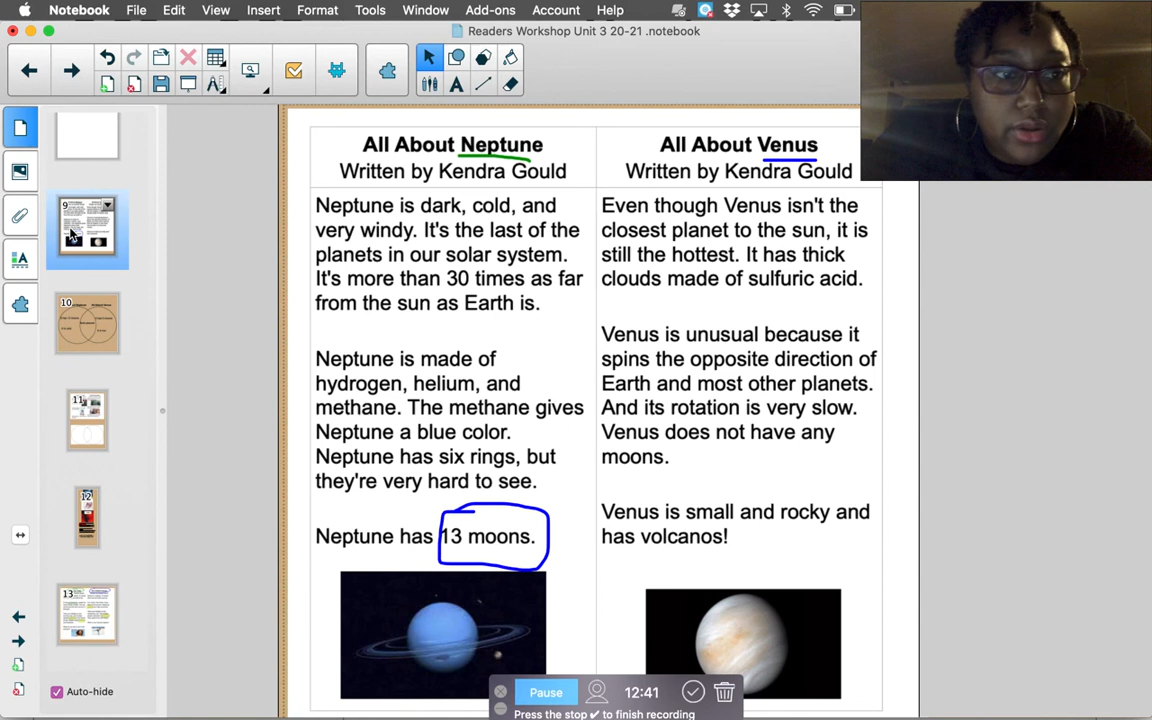 Notebook File Edit View Insert Format Tools Window Add-ons Account Help
Readers Workshop Unit 3 20-21 .notebook
All About Neptune
Written by Kendra Gould
Neptune is dark, cold, and
very windy. It's the last of the
planets in our solar system.
It's more than 30 times as far
from the sun as Earth is.
Neptune is made of
hydrogen, helium, and
methane. The methane gives
Neptune a blue color.
Neptune has six rings, but
they're very hard to see.
Neptune has 13 moons.
All About Venus
Written by Kendra Gould
Even though Venus isn't the
closest planet to the sun, it is
still the hottest. It has thick
clouds made of sulfuric acid.
Venus is unusual because it
spins the opposite direction of
Earth and most other planets.
And its rotation is very slow.
Venus does not have any
moons.
Venus is small and rocky and
has volcanos!
9
10
11
12
13
Auto-hide
Pause 12:41
Press the stop ✔ to finish recording